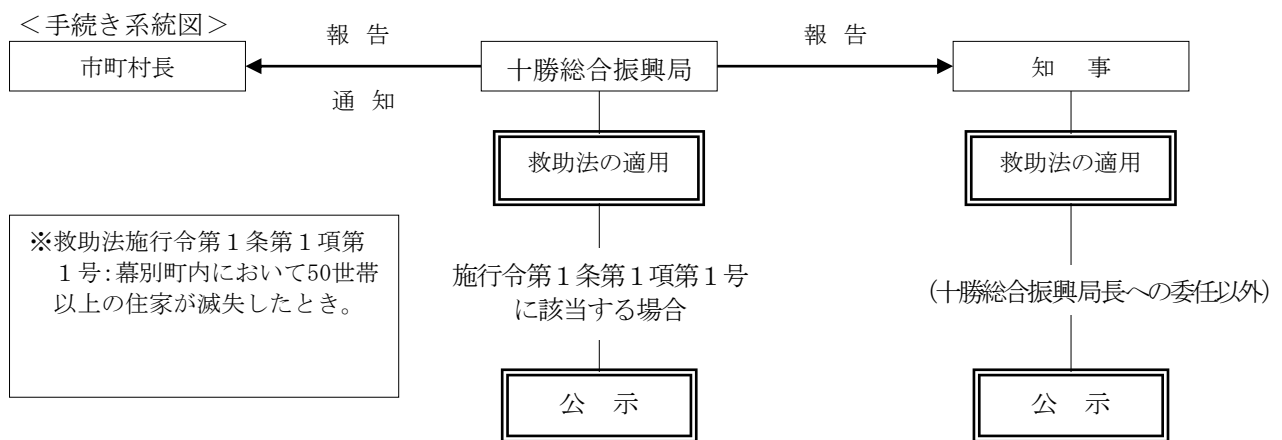 ＜手続き系統図＞
報 告
報 告
市町村長
十勝総合振興局
知 事
通 知
救助法の適用
救助法の適用
※救助法施行令第１条第１項第
１号:幕別町内において50世帯
以上の住家が滅失したとき。
施行令第１条第１項第１号
に該当する場合
(十勝総合振興局長への委任以外)
公 示
公 示